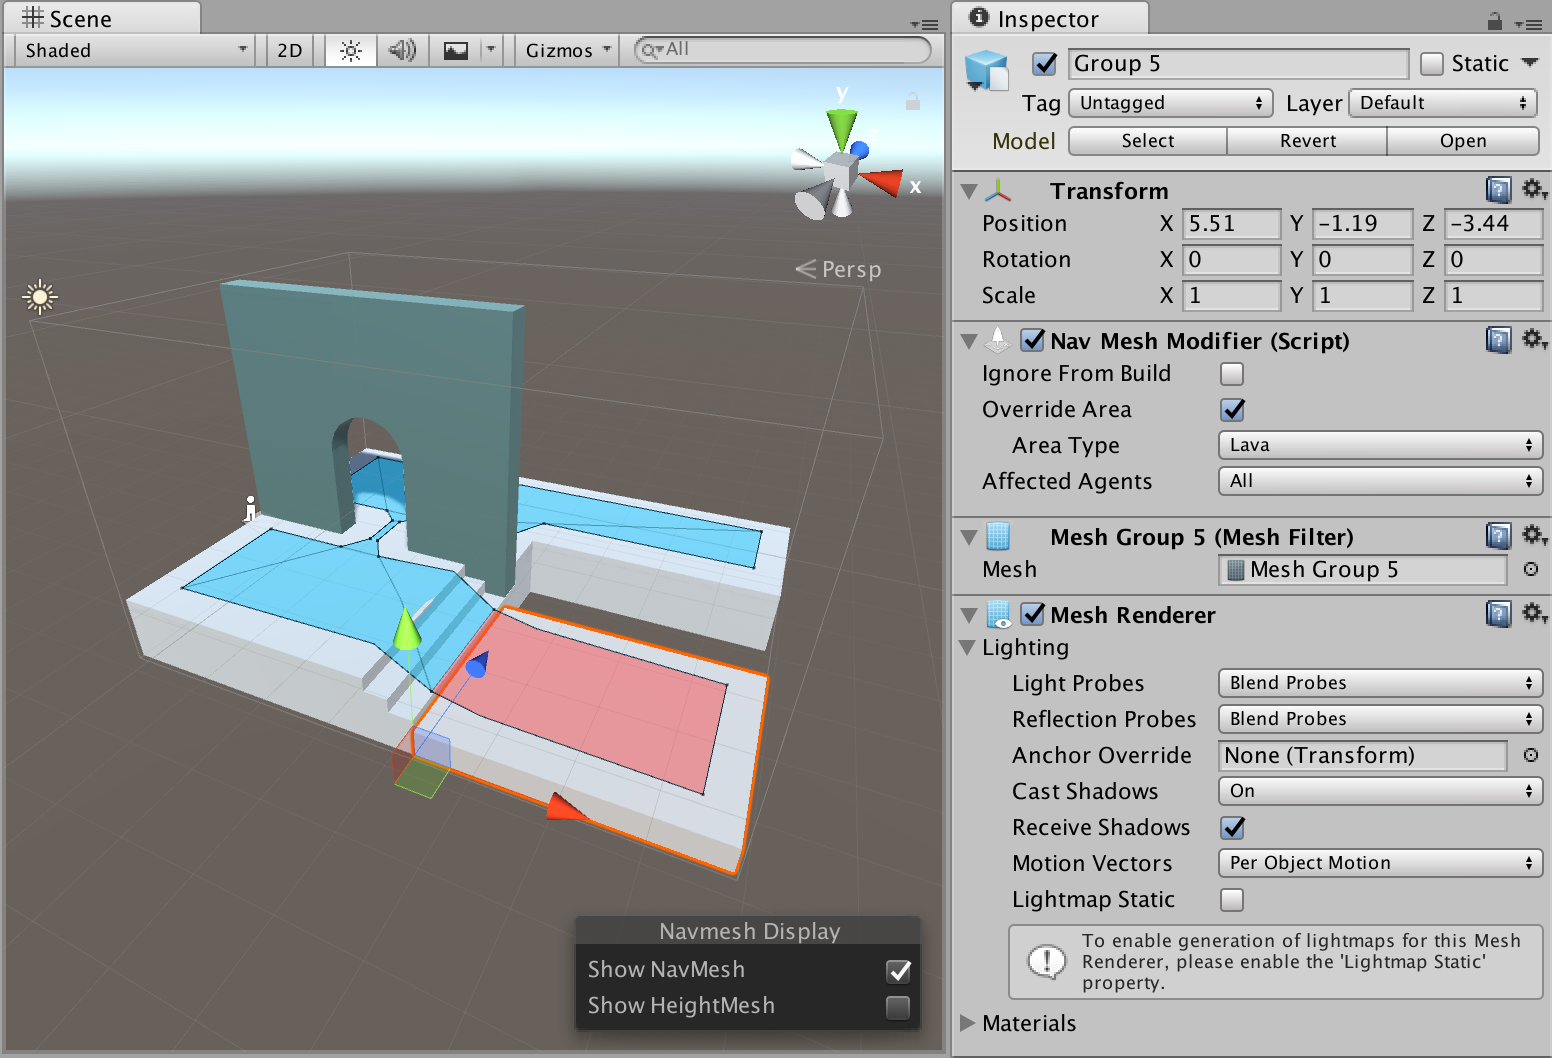 Scene
Shaded 2D Gizmos All
y
z
x
Persp
Navmesh Display
Show NavMesh
Show HeightMesh
Inspector
Group 5 Static
Tag Untagged Layer Default
Model Select Revert Open
Transform
Position X 5.51 Y -1.19 Z -3.44
Rotation X 0 Y 0 Z 0
Scale X 1 Y 1 Z 1
Nav Mesh Modifier (Script)
Ignore From Build
Override Area
Area Type Lava
Affected Agents All
Mesh Group 5 (Mesh Filter)
Mesh Mesh Group 5
Mesh Renderer
Lighting
Light Probes Blend Probes
Reflection Probes Blend Probes
Anchor Override None (Transform)
Cast Shadows On
Receive Shadows
Motion Vectors Per Object Motion
Lightmap Static
To enable generation of lightmaps for this Mesh
Renderer, please enable the 'Lightmap Static'
property.
Materials